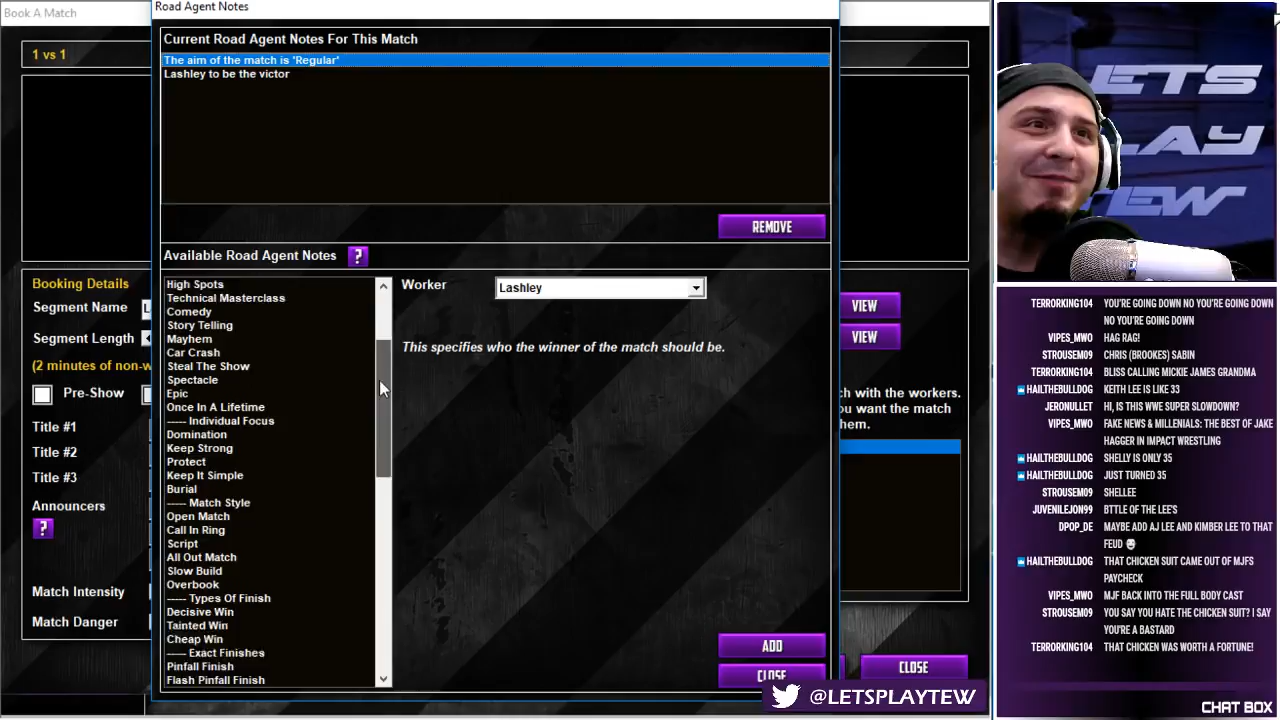 Book A Match
Road Agent Notes
1 vs 1
Current Road Agent Notes For This Match
The aim of the match is 'Regular'
Lashley to be the victor
REMOVE
Available Road Agent Notes ?
High Spots
Technical Masterclass
Comedy
Story Telling
Mayhem
Car Crash
Steal The Show
Spectacle
Epic
Once In A Lifetime
----- Individual Focus
Domination
Keep Strong
Protect
Keep It Simple
Burial
----- Match Style
Open Match
Call In Ring
Script
All Out Match
Slow Build
Overbook
----- Types Of Finish
Decisive Win
Tainted Win
Cheap Win
----- Exact Finishes
Pinfall Finish
Flash Pinfall Finish
Worker Lashley
This specifies who the winner of the match should be.
ADD
CLOSE
Booking Details
Segment Name
Segment Length
(2 minutes of non-w
Pre-Show
Title #1
Title #2
Title #3
Announcers
?
Match Intensity
Match Danger
VIEW
VIEW
ch with the workers.
ou want the match
em.
CLOSE
@LETSPLAYTEW
LETS
PLAY
TEW
TERRORKING104 YOU'RE GOING DOWN NO YOU'RE GOING DOWN
NO YOU'RE GOING DOWN
VIPES_MWO HAG RAG!
STROUSEM09 CHRIS (BROOKES) SABIN
TERRORKING104 BLISS CALLING MICKIE JAMES GRANDMA
HAILTHEBULLDOG KEITH LEE IS LIKE 33
JERONULLET HI, IS THIS WWE SUPER SLOWDOWN?
VIPES_MWO FAKE NEWS & MILLENIALS: THE BEST OF JAKE
HAGGER IN IMPACT WRESTLING
HAILTHEBULLDOG SHELLY IS ONLY 35
HAILTHEBULLDOG JUST TURNED 35
STROUSEM09 SHELLEE
JUVENILEJON99 BTTLE OF THE LEE'S
DPOP_DE MAYBE ADD AJ LEE AND KIMBER LEE TO THAT
FEUD
HAILTHEBULLDOG THAT CHICKEN SUIT CAME OUT OF MJFS
PAYCHECK
VIPES_MWO MJF BACK INTO THE FULL BODY CAST
STROUSEM09 YOU SAY YOU HATE THE CHICKEN SUIT? I SAY
YOU'RE A BASTARD
TERRORKING104 THAT CHICKEN WAS WORTH A FORTUNE!
CHAT BOX